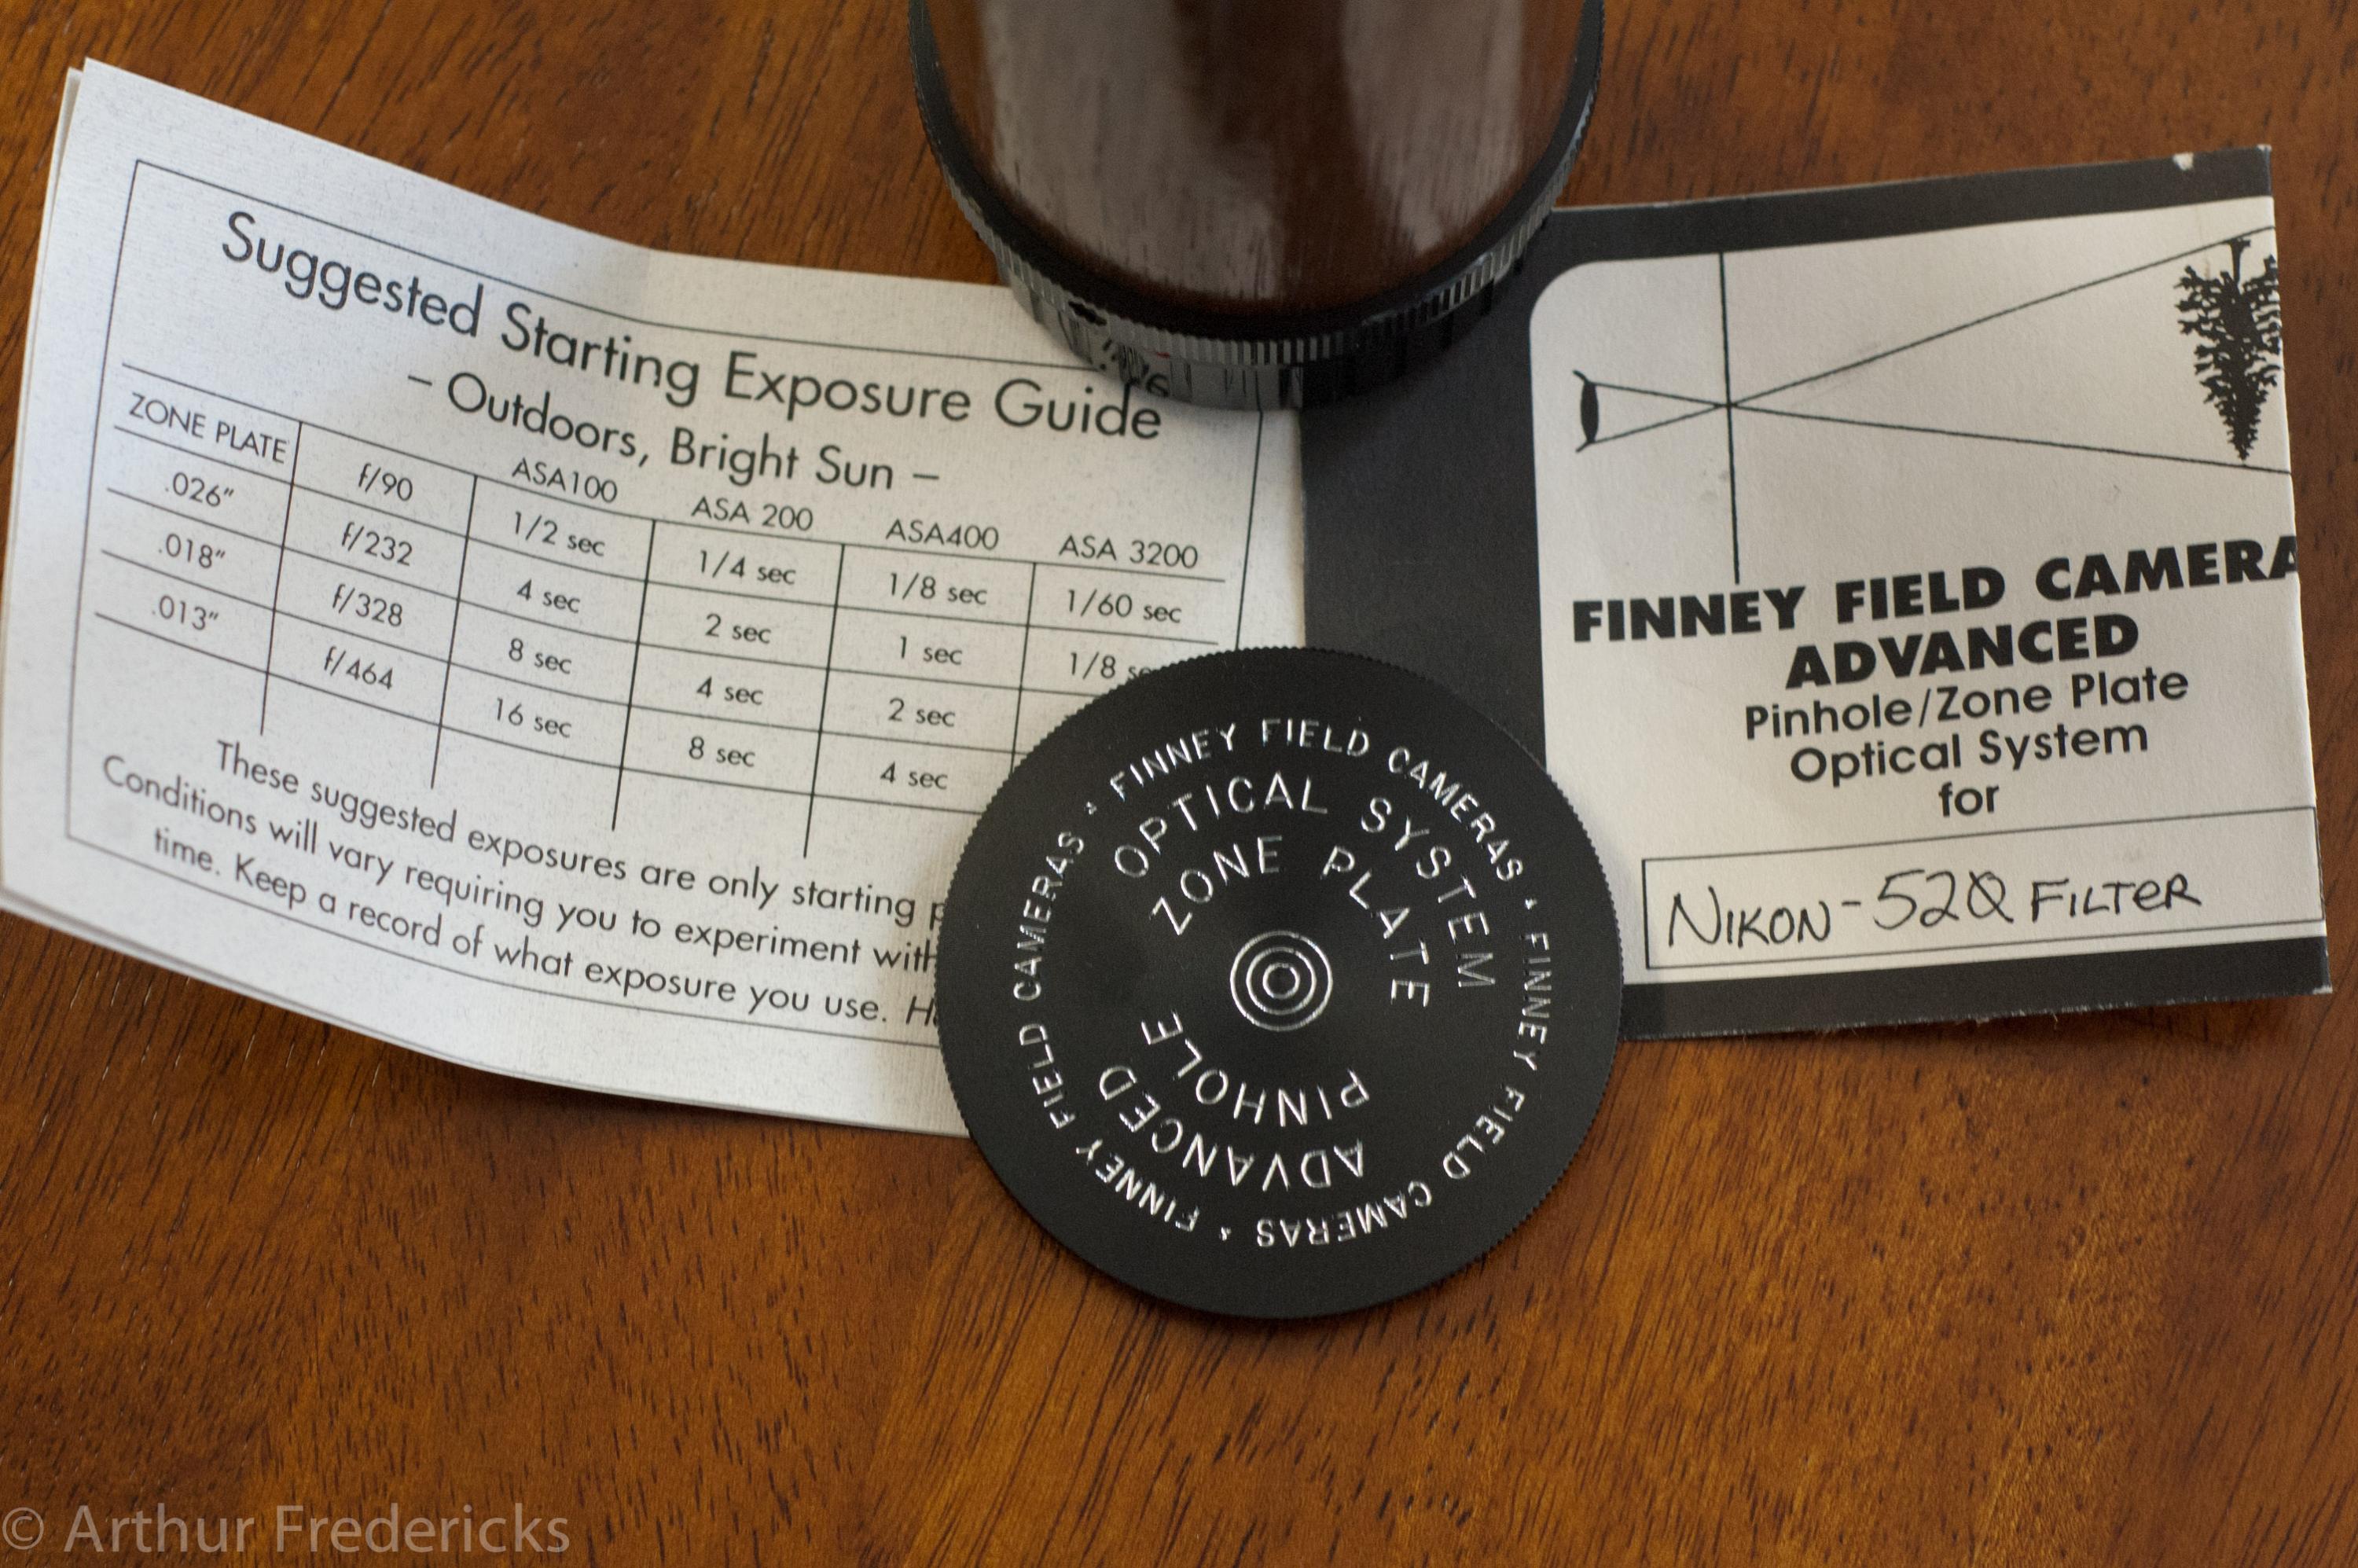 Suggested Starting Exposure Guide
– Outdoors, Bright Sun –
ASA100 ASA 200 ASA400 ASA 3200
ZONE PLATE f/90 1/2 sec 1/4 sec 1/8 sec 1/60 sec
.026" f/232 4 sec 2 sec 1 sec 1/8
.018" f/328 8 sec 4 sec 2 sec
.013" f/464 16 sec 8 sec 4 sec
These suggested exposures are only starting
Conditions will vary requiring you to experiment with
time. Keep a record of what exposure you use.
FINNEY FIELD CAMERA
ADVANCED
Pinhole/Zone Plate
Optical System
for
NIKON-52Ø FILTER
FINNEY FIELD CAMERAS · FINNEY FIELD CAMERAS · FINNEY FIELD CAMERAS ·
OPTICAL SYSTEM
ZONE PLATE
PINHOLE
ADVANCED
© Arthur Fredericks